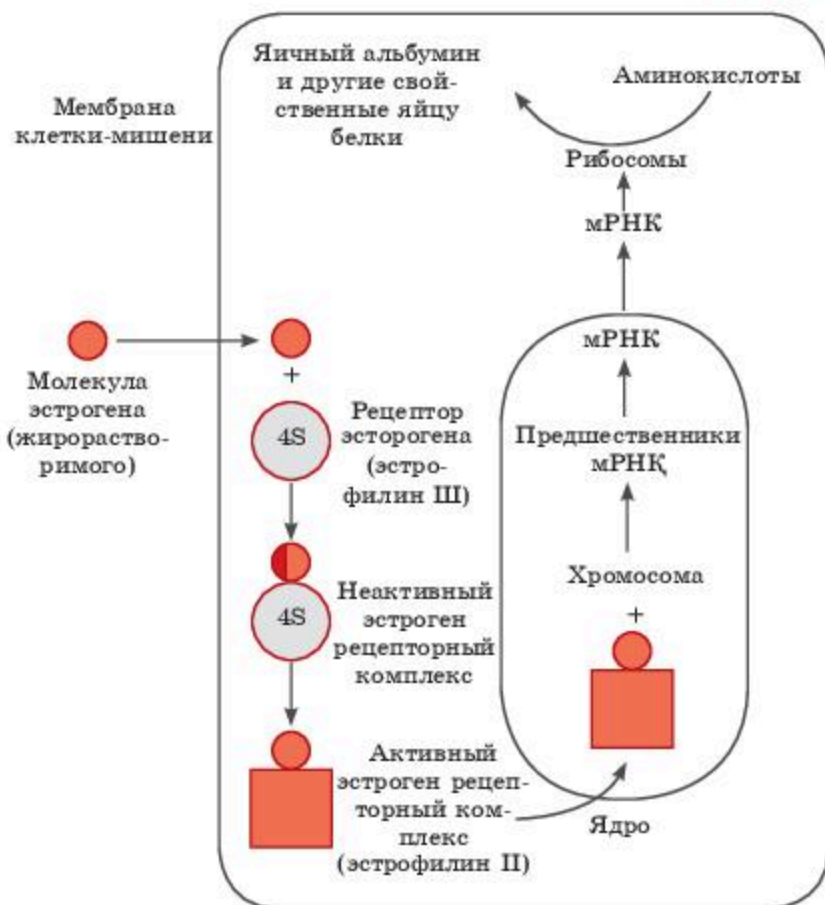 Яичный альбумин
и другие свой-
ственные яйцу
белки
Аминокислоты
Мембрана
клетки-мишени
Рибосомы
мРНК
мРНК
Молекула
эстрогена
(жирораство-
римого)
+
4S
Рецептор
эсторогена
(эстро-
филин Ш)
Предшественники
мРНҚ
Хромосома
+
4S
Неактивный
эстроген
рецепторный
комплекс
Активный
эстроген рецеп-
торный ком-
плекс
(эстрофилин II)
Ядро